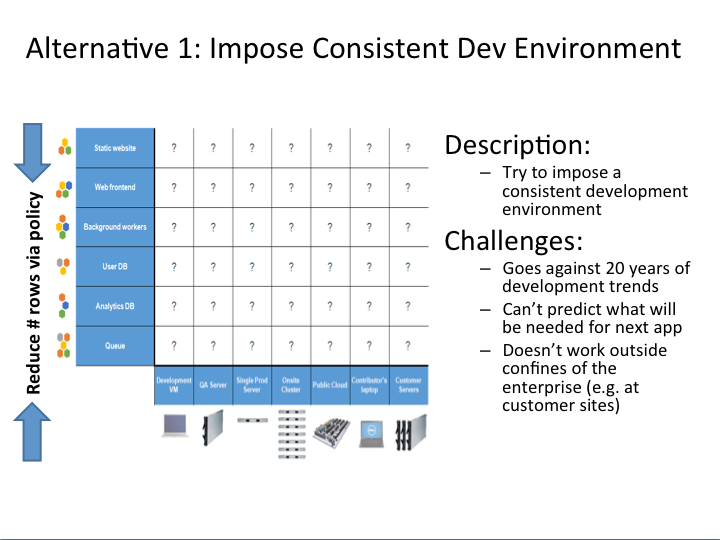 Alternative 1: Impose Consistent Dev Environment
Reduce # rows via policy
Static website ? ? ? ? ? ? ?
Web frontend ? ? ? ? ? ? ?
Background workers ? ? ? ? ? ? ?
User DB ? ? ? ? ? ? ?
Analytics DB ? ? ? ? ? ? ?
Queue ? ? ? ? ? ? ?
Development VM
QA Server
Single Prod Server
Onsite Cluster
Public Cloud
Contributor's laptop
Customer Servers
Description:
– Try to impose a
consistent development
environment
Challenges:
– Goes against 20 years of
development trends
– Can't predict what will
be needed for next app
– Doesn't work outside
confines of the
enterprise (e.g. at
customer sites)